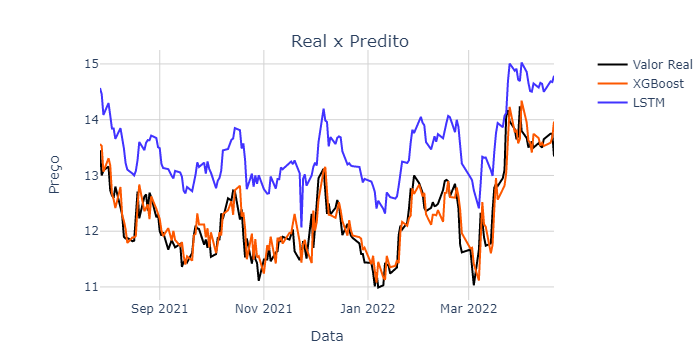 Real x Predito
Valor Real
XGBoost
LSTM
Preço
15
14
13
12
11
Sep 2021
Nov 2021
Jan 2022
Mar 2022
Data